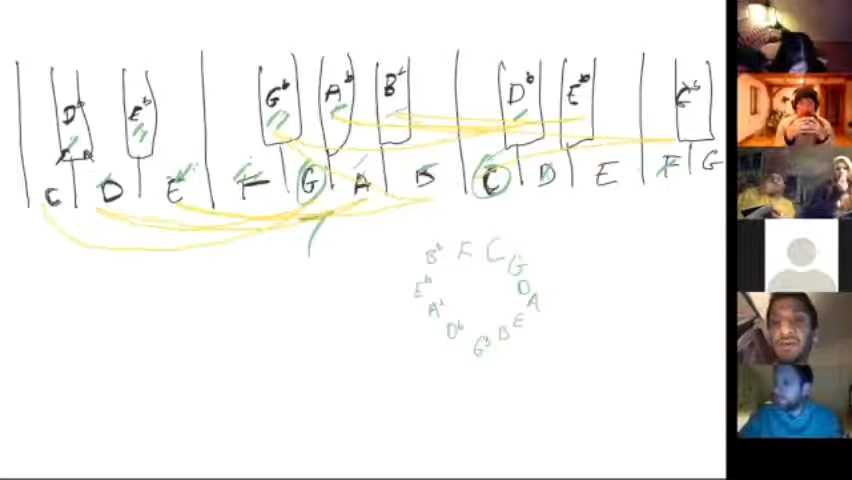 D♭ E♭ G♭ A♭ B♭ D♭ E♭ G♭
C D E F G A B C D E F G
B♭ F C G
E♭ D
A♭ A
D♭ E
G♭ B